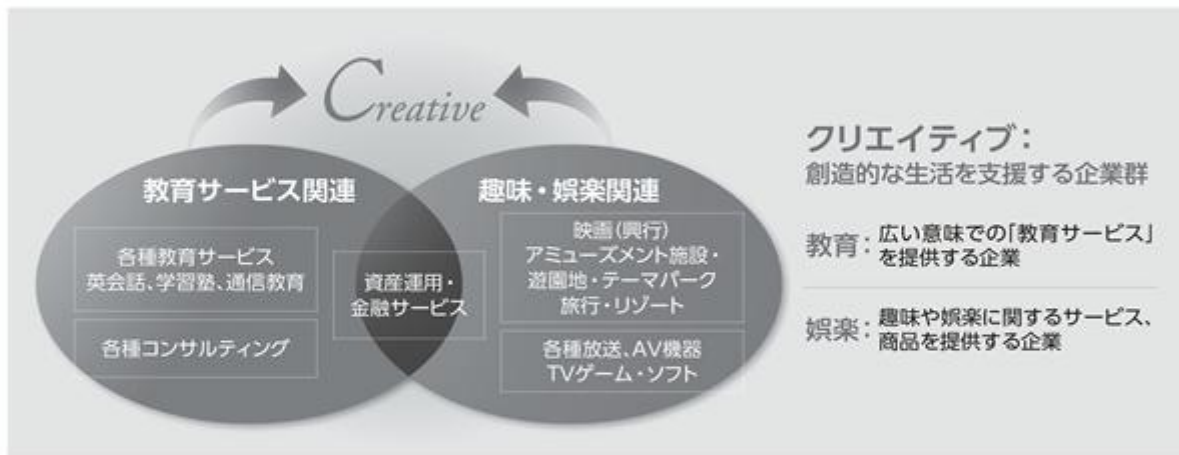 Creative
教育サービス関連
各種教育サービス
英会話、学習塾、通信教育
各種コンサルティング
資産運用・
金融サービス
趣味・娯楽関連
映画(興行)
アミューズメント施設・
遊園地・テーマパーク
旅行・リゾート
各種放送、AV機器
TVゲーム・ソフト
クリエイティブ：
創造的な生活を支援する企業群
教育：広い意味での「教育サービス」
を提供する企業
娯楽：趣味や娯楽に関するサービス、
商品を提供する企業